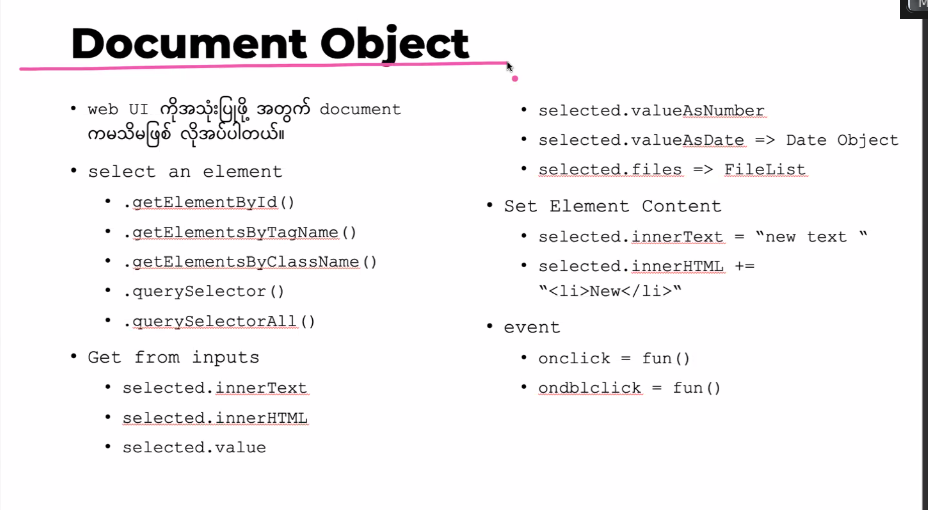 Document Object
• web UI ကိုအသုံးပြုဖို့ အတွက် document
ကမသိမဖြစ် လိုအပ်ပါတယ်။
• select an element
• .getElementById()
• .getElementsByTagName()
• .getElementsByClassName()
• .querySelector()
• .querySelectorAll()
• Get from inputs
• selected.innerText
• selected.innerHTML
• selected.value
• selected.valueAsNumber
• selected.valueAsDate => Date Object
• selected.files => FileList
• Set Element Content
• selected.innerText = “new text “
• selected.innerHTML +=
“<li>New</li>“
• event
• onclick = fun()
• ondblclick = fun()